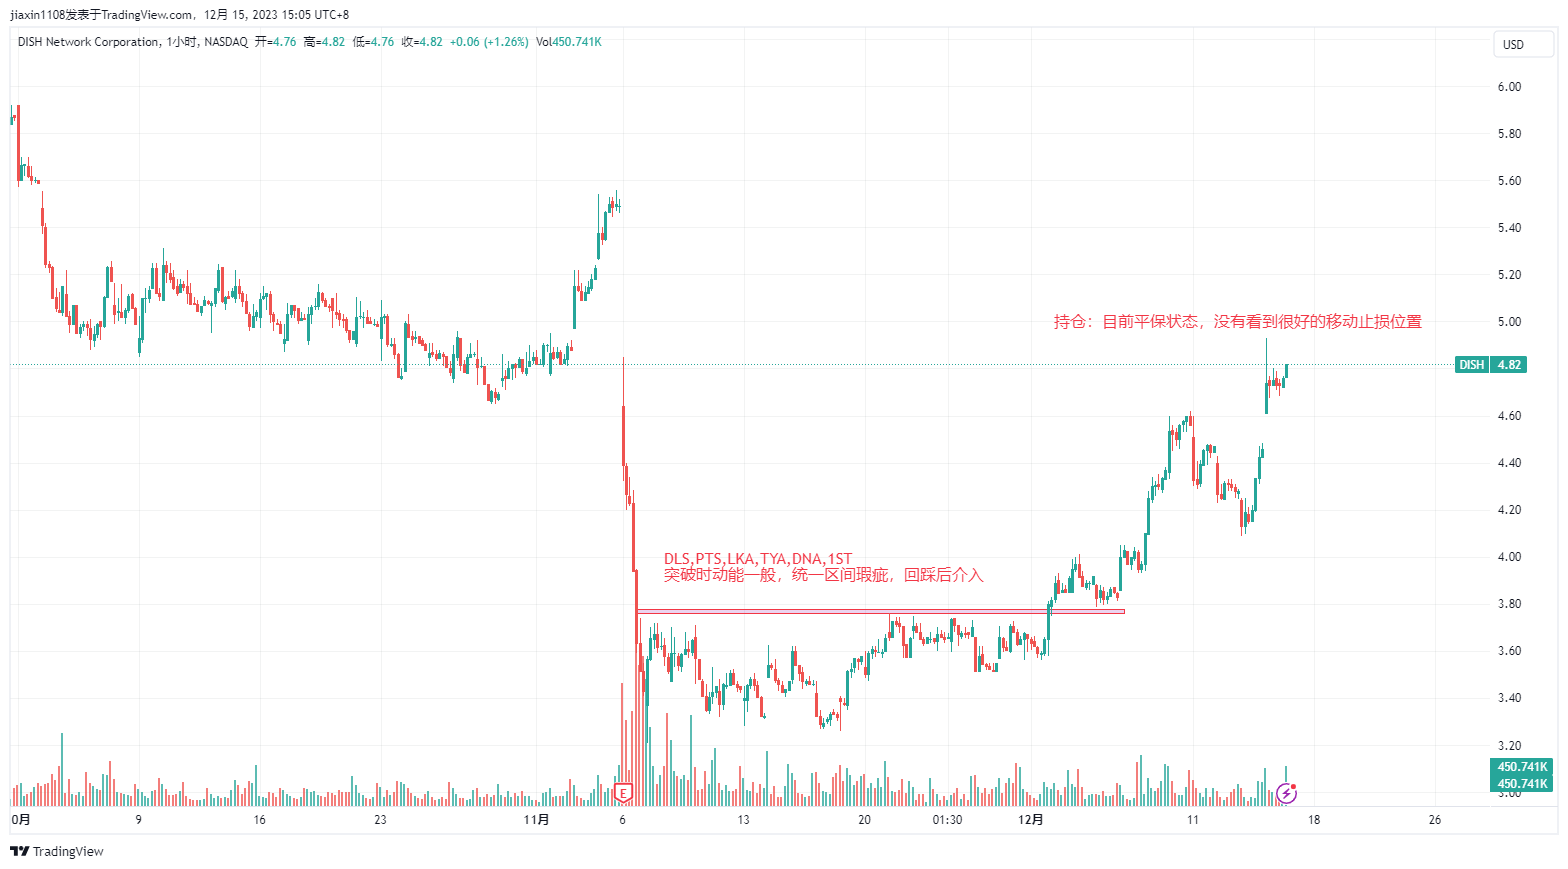 jiaxin1108发表于TradingView.com，12月 15, 2023 15:05 UTC+8
DISH Network Corporation, 1小时, NASDAQ 开=4.76 高=4.82 低=4.76 收=4.82 +0.06 (+1.26%) Vol450.741K
USD
6.00
5.80
5.60
5.40
5.20
5.00
持仓：目前平保状态，没有看到很好的移动止损位置
DISH 4.82
4.60
4.40
4.20
4.00
DLS,PTS,LKA,TYA,DNA,1ST
突破时动能一般，统一区间瑕疵，回踩后介入
3.80
3.60
3.40
3.20
450.741K
450.741K
3.00
E
0月 9 16 23 11月 6 13 20 01:30 12月 11 18 26
TradingView